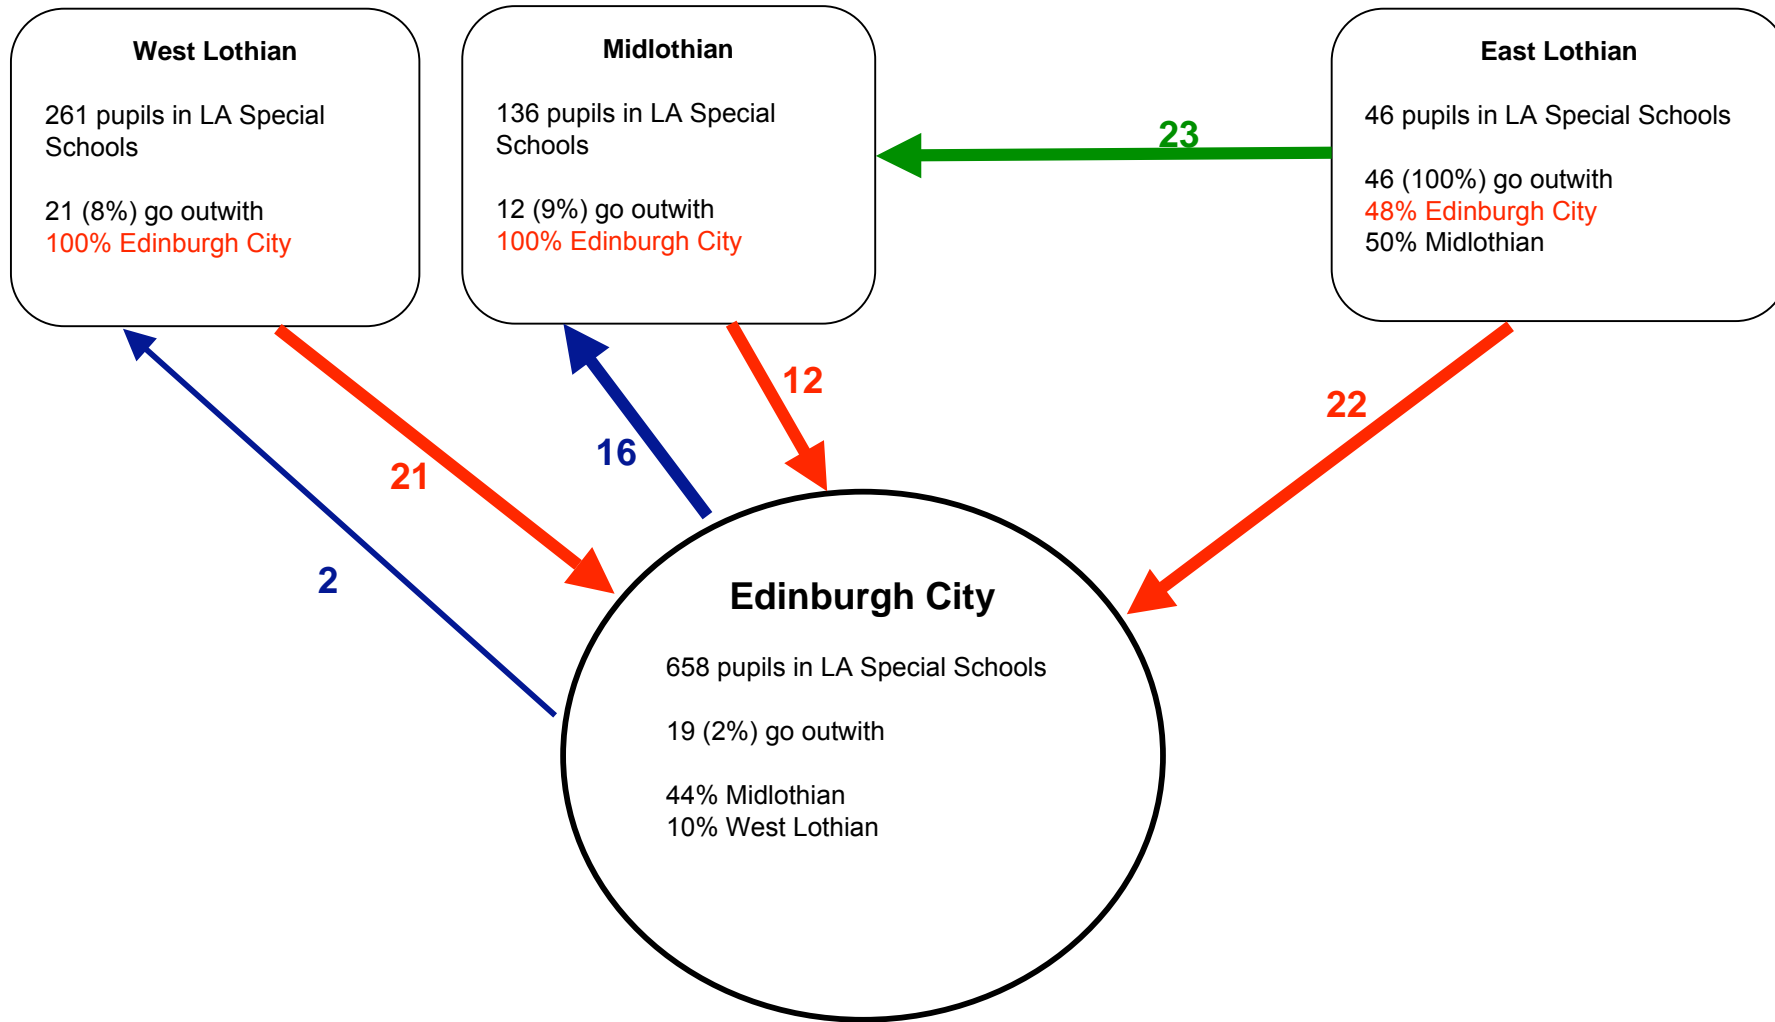 West Lothian
261 pupils in LA Special
Schools
21 (8%) go outwith
100% Edinburgh City
Midlothian
136 pupils in LA Special
Schools
12 (9%) go outwith
100% Edinburgh City
East Lothian
46 pupils in LA Special Schools
46 (100%) go outwith
48% Edinburgh City
50% Midlothian
23
12
22
16
21
2
Edinburgh City
658 pupils in LA Special Schools
19 (2%) go outwith
44% Midlothian
10% West Lothian